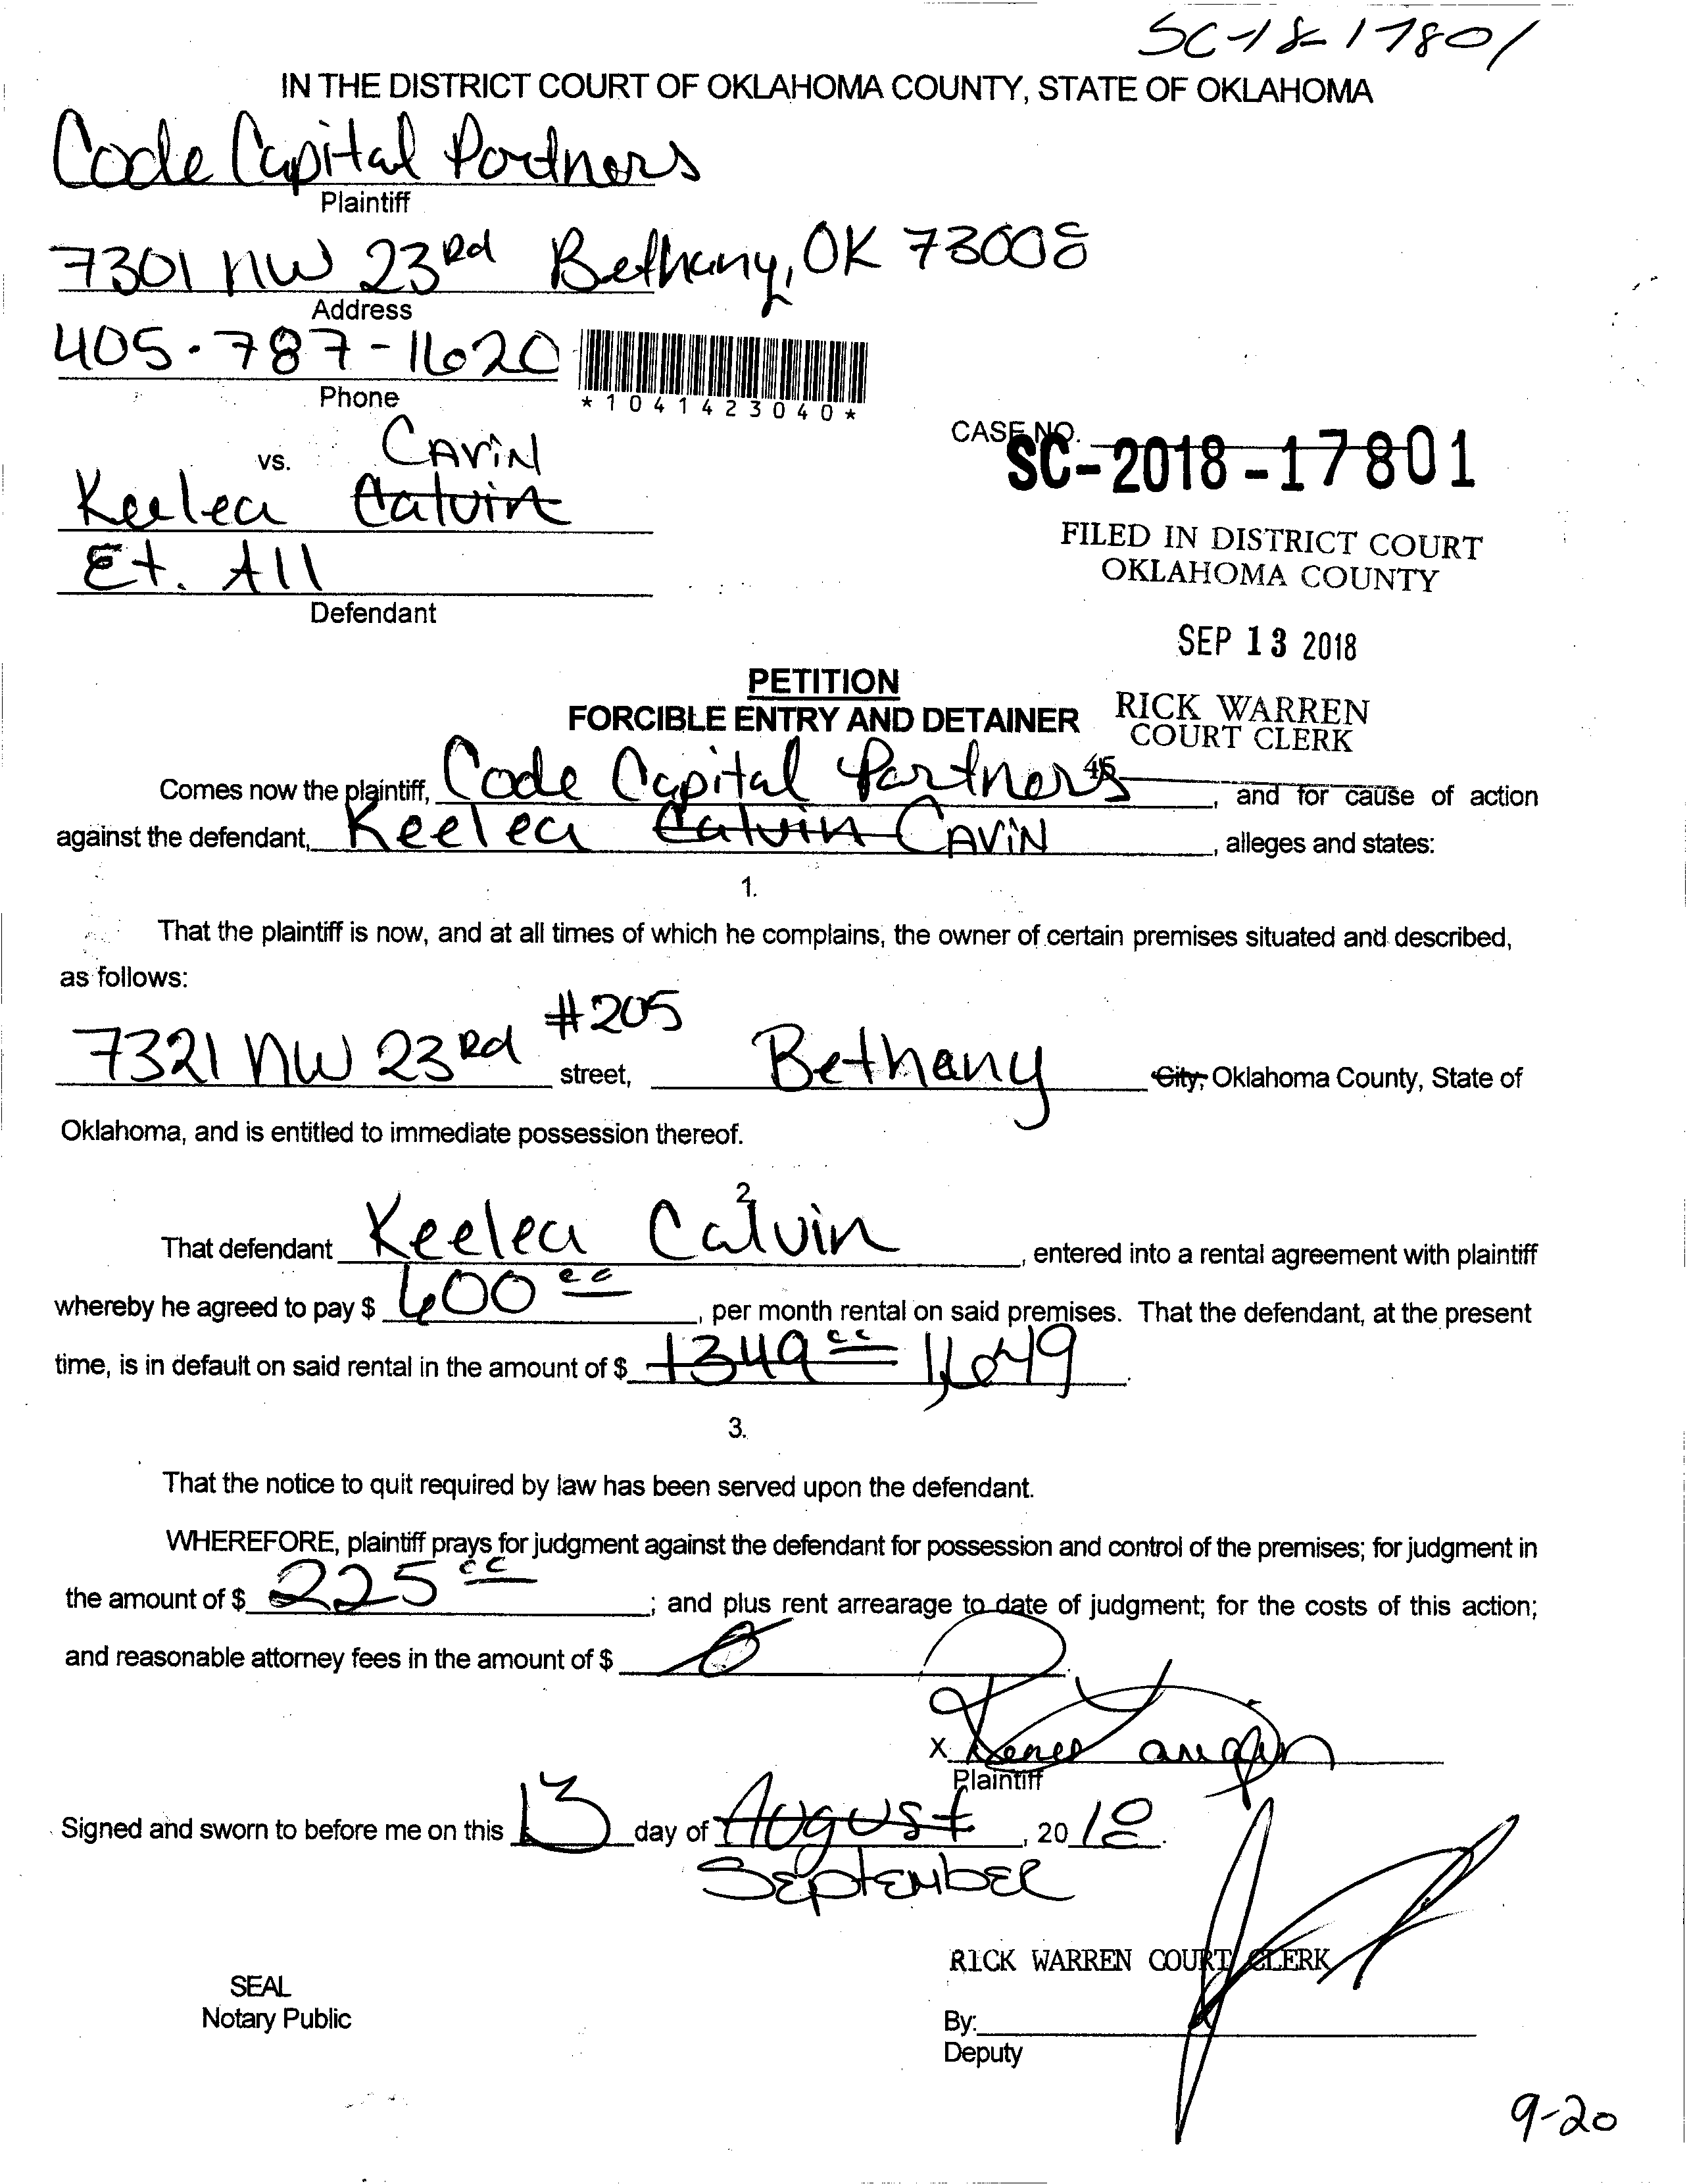 SC-18-17801
IN THE DISTRICT COURT OF OKLAHOMA COUNTY, STATE OF OKLAHOMA
Code Capital Partners
Plaintiff
7301 NW 23Rd Bethany, OK 73008
Address
405-787-1620
Phone
*1041423040*
CASE NO.
SC-2018-17801
vs.
CAViN
Keelea Calvin
Et. All
Defendant
FILED IN DISTRICT COURT
OKLAHOMA COUNTY
SEP 13 2018
RICK WARREN
COURT CLERK
45
PETITION
FORCIBLE ENTRY AND DETAINER
Comes now the plaintiff, Code Capital Partners, and for cause of action
against the defendant, Keelea Calvin CAViN, alleges and states:
1.
That the plaintiff is now, and at all times of which he complains, the owner of certain premises situated and described,
as follows:
7321 NW 23Rd #205 street, Bethany City, Oklahoma County, State of
Oklahoma, and is entitled to immediate possession thereof.
2.
That defendant Keelea Calvin, entered into a rental agreement with plaintiff
whereby he agreed to pay $ 600, per month rental on said premises. That the defendant, at the present
time, is in default on said rental in the amount of $ 1349 1,649.
3.
That the notice to quit required by law has been served upon the defendant.
WHEREFORE, plaintiff prays for judgment against the defendant for possession and control of the premises; for judgment in
the amount of $ 225; and plus rent arrearage to date of judgment; for the costs of this action;
and reasonable attorney fees in the amount of $
X
Plaintiff
Signed and sworn to before me on this 13 day of August, 2018.
SEptEMbER
RICK WARREN COURT CLERK
SEAL
Notary Public
By:
Deputy
9-20